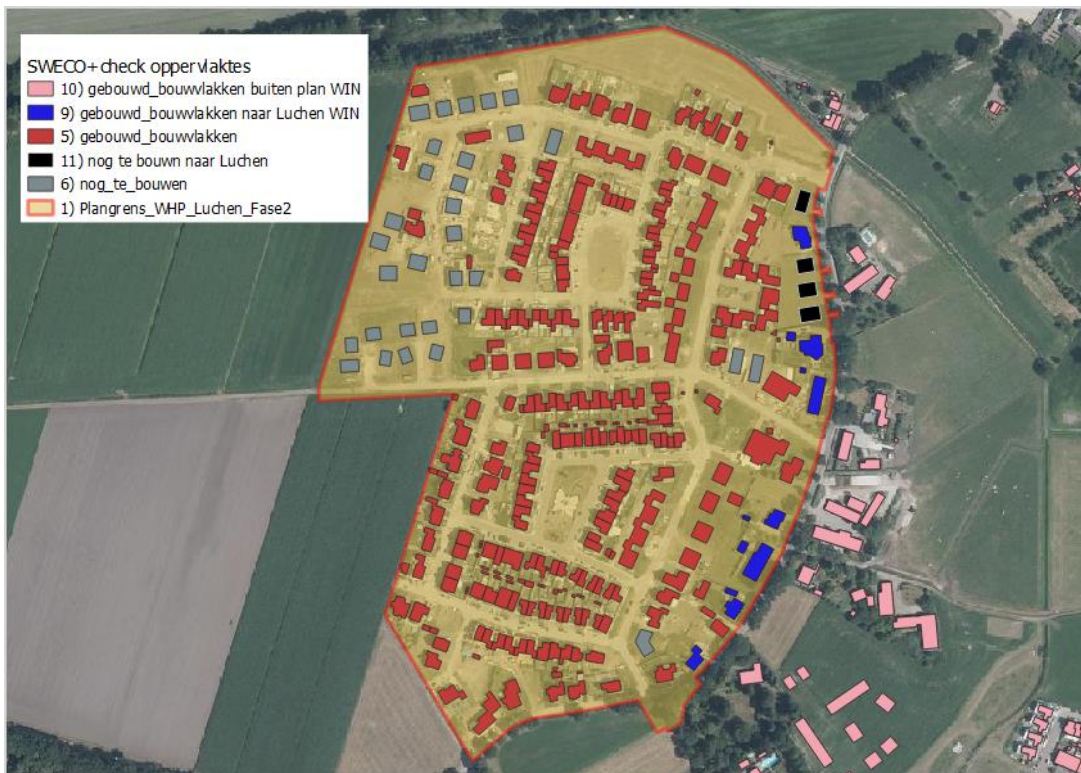 SWECO+check oppervlaktes
10) gebouwd_bouwvlakken buiten plan WIN
9) gebouwd_bouwvlakken naar Luchen WIN
5) gebouwd_bouwvlakken
11) nog te bouwn naar Luchen
6) nog_te_bouwen
1) Plangrens_WHP_Luchen_Fase2